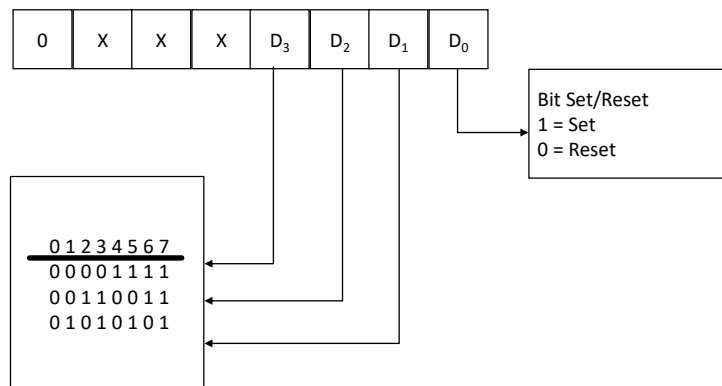 0 X X X D₃ D₂ D₁ D₀
Bit Set/Reset
1 = Set
0 = Reset
0 1 2 3 4 5 6 7
0 0 0 0 1 1 1 1
0 0 1 1 0 0 1 1
0 1 0 1 0 1 0 1